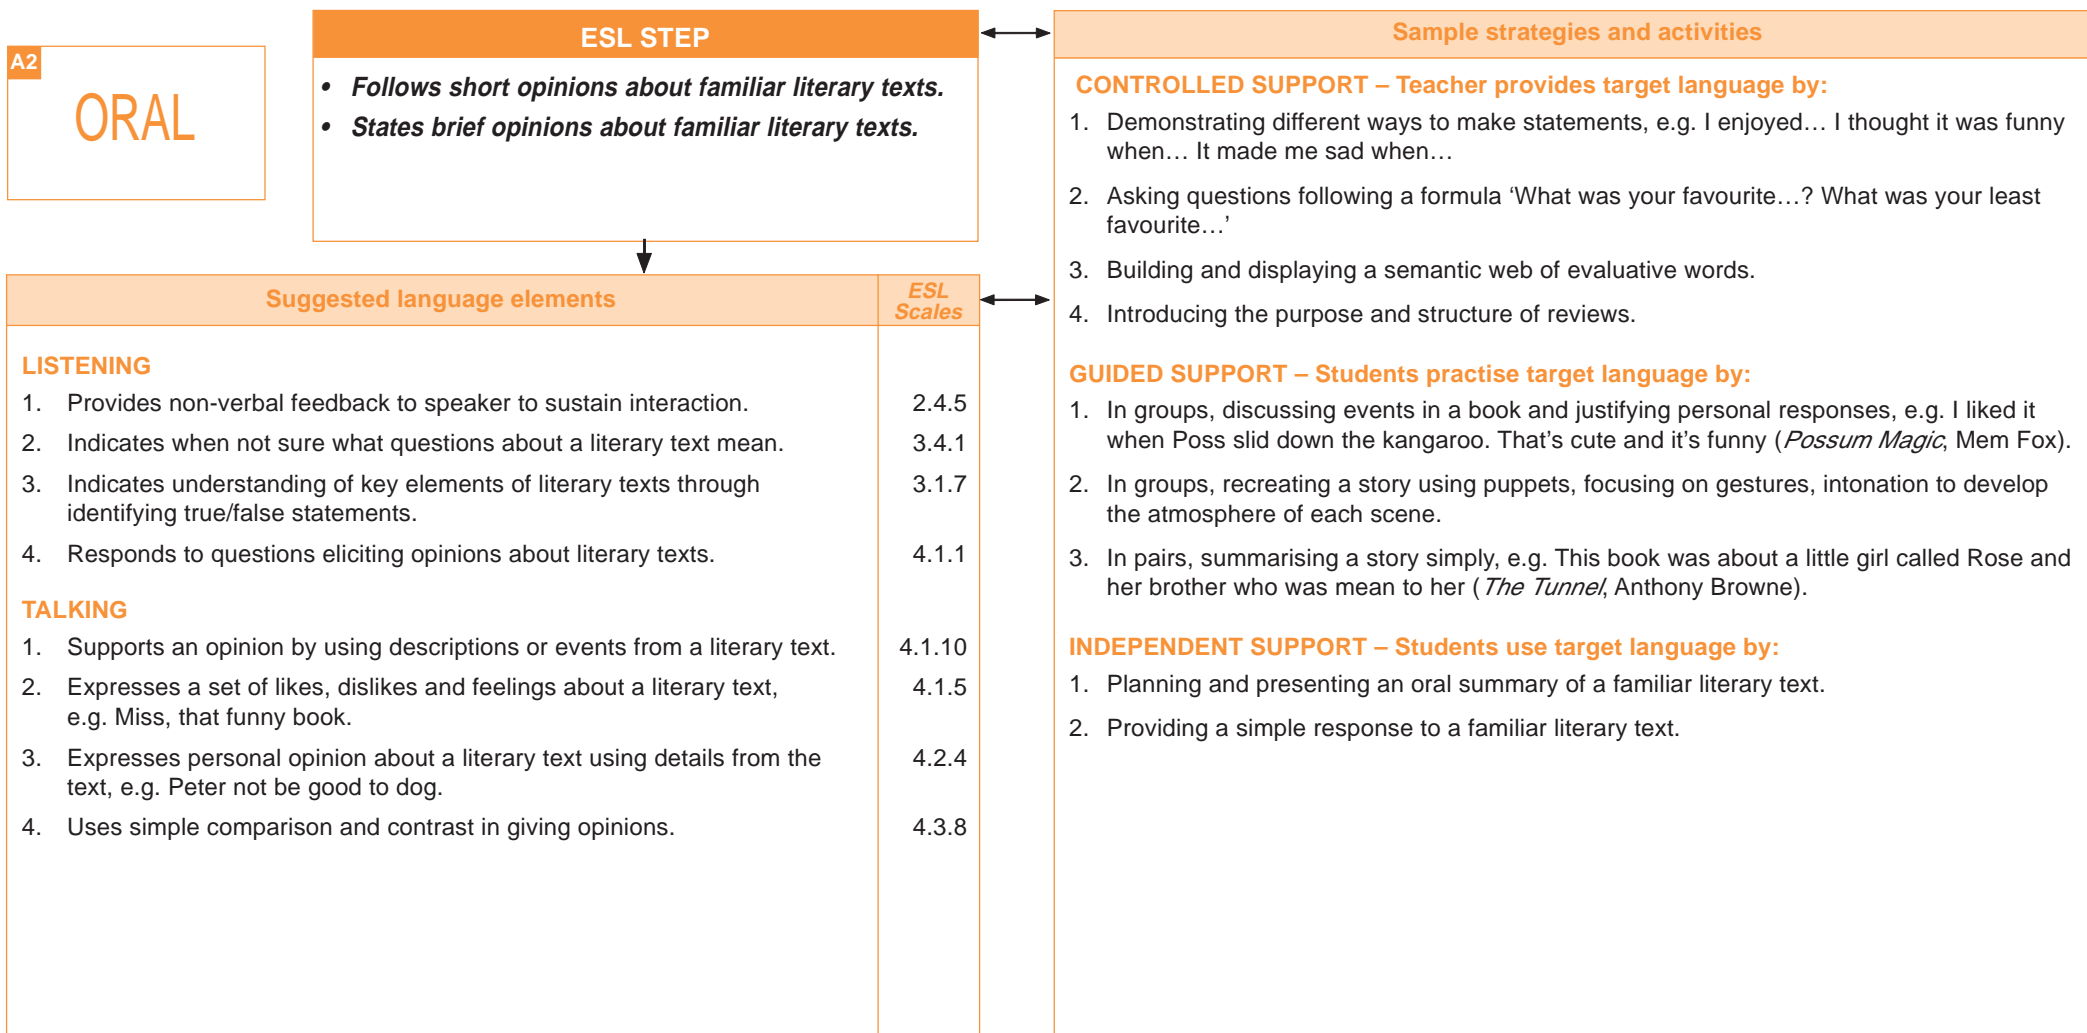 A2
ORAL
ESL STEP
• Follows short opinions about familiar literary texts.
• States brief opinions about familiar literary texts.
Suggested language elements
ESL
Scales
LISTENING
1. Provides non-verbal feedback to speaker to sustain interaction. 2.4.5
2. Indicates when not sure what questions about a literary text mean. 3.4.1
3. Indicates understanding of key elements of literary texts through 3.1.7
identifying true/false statements.
4. Responds to questions eliciting opinions about literary texts. 4.1.1
TALKING
1. Supports an opinion by using descriptions or events from a literary text. 4.1.10
2. Expresses a set of likes, dislikes and feelings about a literary text, 4.1.5
e.g. Miss, that funny book.
3. Expresses personal opinion about a literary text using details from the 4.2.4
text, e.g. Peter not be good to dog.
4. Uses simple comparison and contrast in giving opinions. 4.3.8
Sample strategies and activities
CONTROLLED SUPPORT – Teacher provides target language by:
1. Demonstrating different ways to make statements, e.g. I enjoyed… I thought it was funny
when… It made me sad when…
2. Asking questions following a formula ‘What was your favourite…? What was your least
favourite…’
3. Building and displaying a semantic web of evaluative words.
4. Introducing the purpose and structure of reviews.
GUIDED SUPPORT – Students practise target language by:
1. In groups, discussing events in a book and justifying personal responses, e.g. I liked it
when Poss slid down the kangaroo. That’s cute and it’s funny (Possum Magic, Mem Fox).
2. In groups, recreating a story using puppets, focusing on gestures, intonation to develop
the atmosphere of each scene.
3. In pairs, summarising a story simply, e.g. This book was about a little girl called Rose and
her brother who was mean to her (The Tunnel, Anthony Browne).
INDEPENDENT SUPPORT – Students use target language by:
1. Planning and presenting an oral summary of a familiar literary text.
2. Providing a simple response to a familiar literary text.